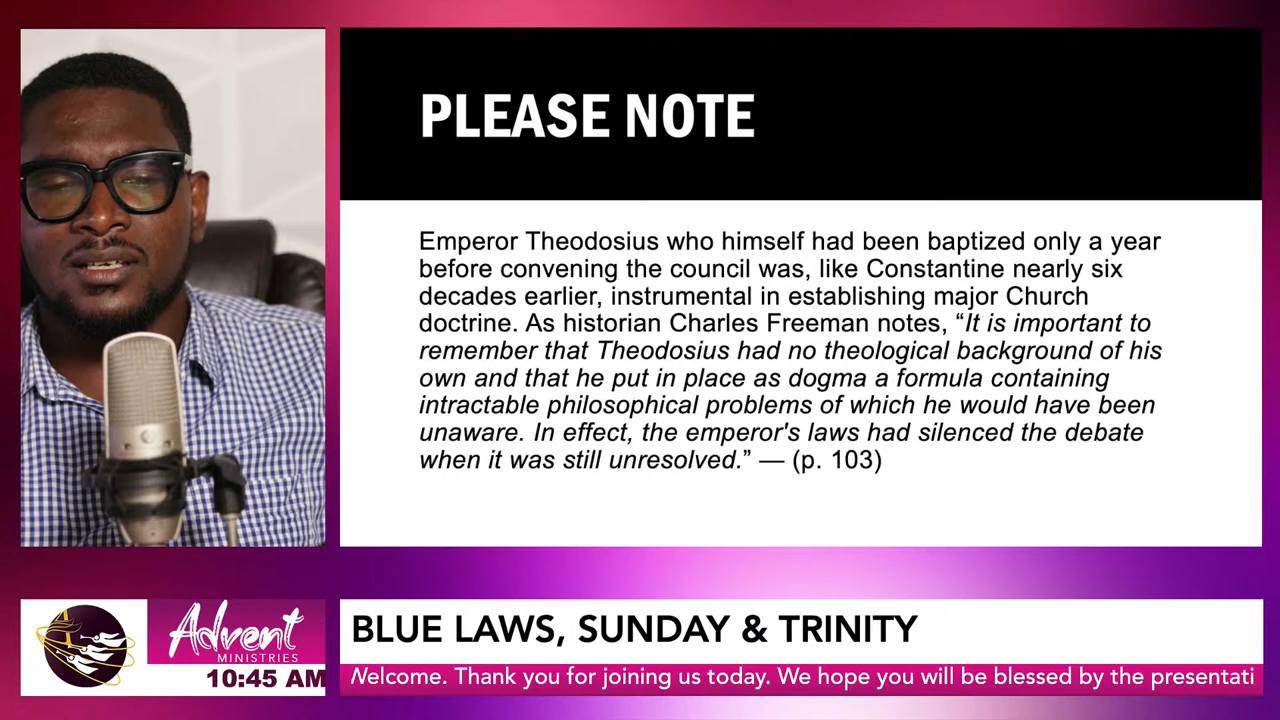 PLEASE NOTE
Emperor Theodosius who himself had been baptized only a year
before convening the council was, like Constantine nearly six
decades earlier, instrumental in establishing major Church
doctrine. As historian Charles Freeman notes, “It is important to
remember that Theodosius had no theological background of his
own and that he put in place as dogma a formula containing
intractable philosophical problems of which he would have been
unaware. In effect, the emperor's laws had silenced the debate
when it was still unresolved.” — (p. 103)
Advent
MINISTRIES
10:45 AM
BLUE LAWS, SUNDAY & TRINITY
Welcome. Thank you for joining us today. We hope you will be blessed by the presentati